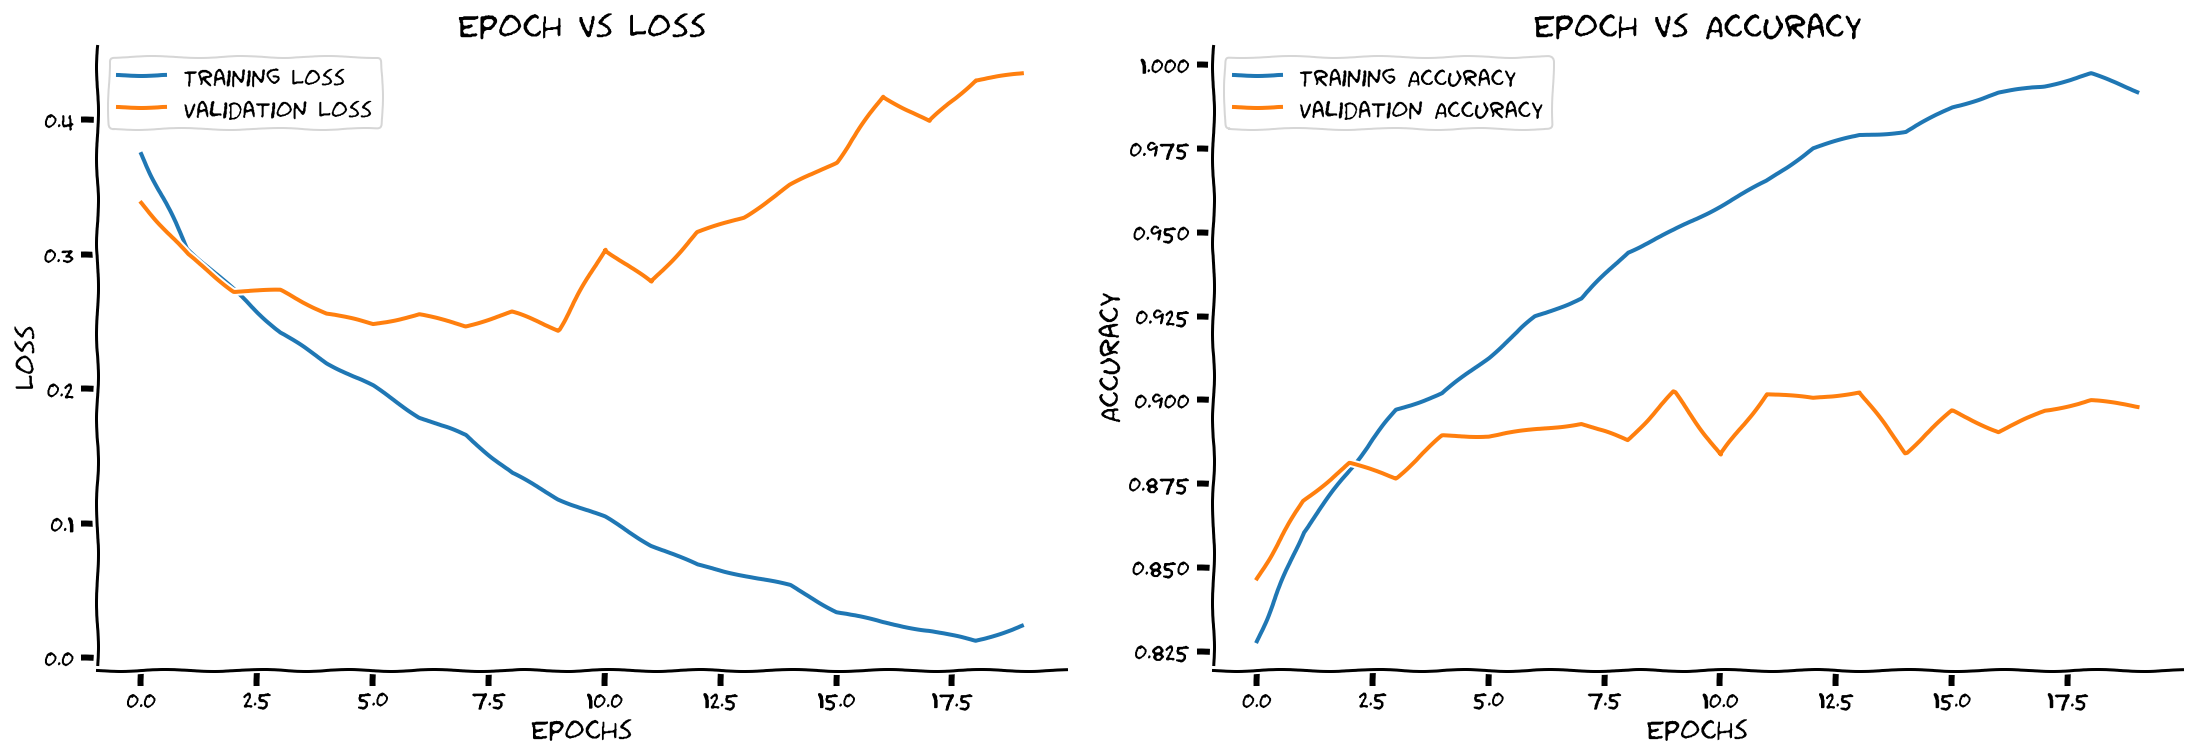 EPOCH VS LOSS
TRAINING LOSS
VALIDATION LOSS
LOSS
0.4
0.3
0.2
0.1
0.0
0.0 2.5 5.0 7.5 10.0 12.5 15.0 17.5
EPOCHS
EPOCH VS ACCURACY
TRAINING ACCURACY
VALIDATION ACCURACY
ACCURACY
1.000
0.975
0.950
0.925
0.900
0.875
0.850
0.825
0.0 2.5 5.0 7.5 10.0 12.5 15.0 17.5
EPOCHS